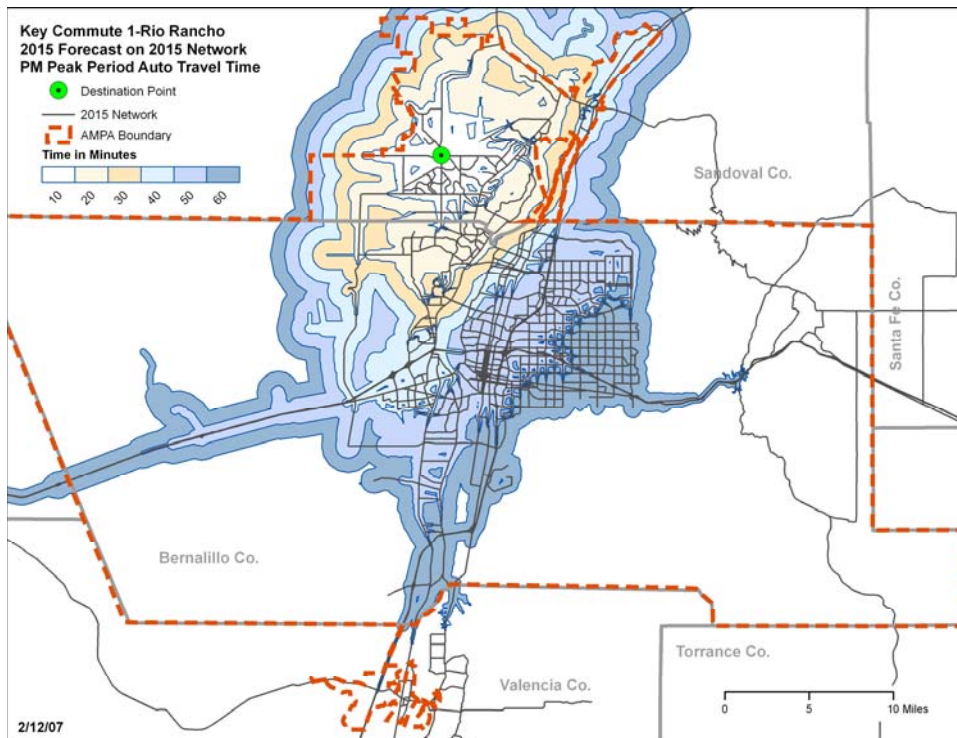 Key Commute 1-Rio Rancho
2015 Forecast on 2015 Network
PM Peak Period Auto Travel Time
Destination Point
2015 Network
AMPA Boundary
Time in Minutes
10 20 30 40 50 60
Sandoval Co.
Santa Fe Co.
Bernalillo Co.
Torrance Co.
Valencia Co.
0 5 10 Miles
2/12/07